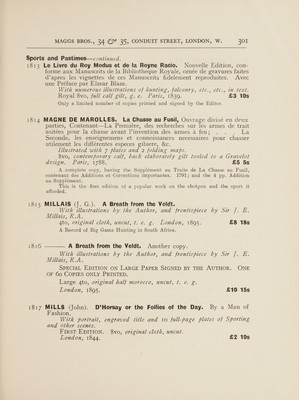 MAGGS BROS., 34 & 35, CONDUIT STREET, LONDON, W. 301
Sports and Pastimes—continued.
1813 Le Livre du Roy Modus et de la Royne Racio. Nouvelle Edition, con-
forme aux Manuscrits de la Bibliotheque Royale, ornée de gravures faites
d'apres les vignettes de ces Manuscrits fidelement reproduites. Avec
une Préface par Elzear Blaze.
With numerous illustrations of hunting, falconry, etc., etc., in text.
Royal 8vo, full calf gilt, g. e. Paris, 1839. £3 10s
Only a limited number of copies printed and signed by the Editor.
1814 MAGNE DE MAROLLES. La Chasse au Fusil, Ouvrage divisé en deux
parties, Contenant—La Première, des recherches sur les armes de trait
usitées pour la chasse avant l'invention des armes à feu; . . La
Seconde, les enseignemens et connoissances necessaires pour chasser
utilement les différentes especes gibier, &c.
Illustrated with 7 plates and 2 folding maps.
8vo, contemporary calf, back elaborately gilt tooled to a Gravelot
design. Paris, 1788. £5 5s
A complete copy, having the Supplement au Traite de La Chasse au Fusil,
contenant des Additions et Corrections importantes. 1791; and the 8 pp. Addition
au Supplement.
This is the first edition of a popular work on the shotgun and the sport it
afforded.
1815 MILLAIS (J. G.). A Breath from the Veldt.
With illustrations by the Author, and frontispiece by Sir J. E.
Millais, R.A.
4to, original cloth, uncut, t. e. g. London, 1895. £8 18s
A Record of Big Game Hunting in South Africa.
1816 ——— A Breath from the Veldt. Another copy.
With illustrations by the Author, and frontispiece by Sir J. E.
Millais, R.A.
SPECIAL EDITION ON LARGE PAPER SIGNED BY THE AUTHOR. ONE
OF 60 COPIES ONLY PRINTED.
Large 4to, original half morocco, uncut, t. e. g.
London, 1895. £10 15s
1817 MILLS (John). D'Horsay or the Follies of the Day. By a Man of
Fashion.
With portrait, engraved title and 10 full-page plates of Sporting
and other scenes.
FIRST EDITION. 8vo, original cloth, uncut.
London, 1844. £2 10s